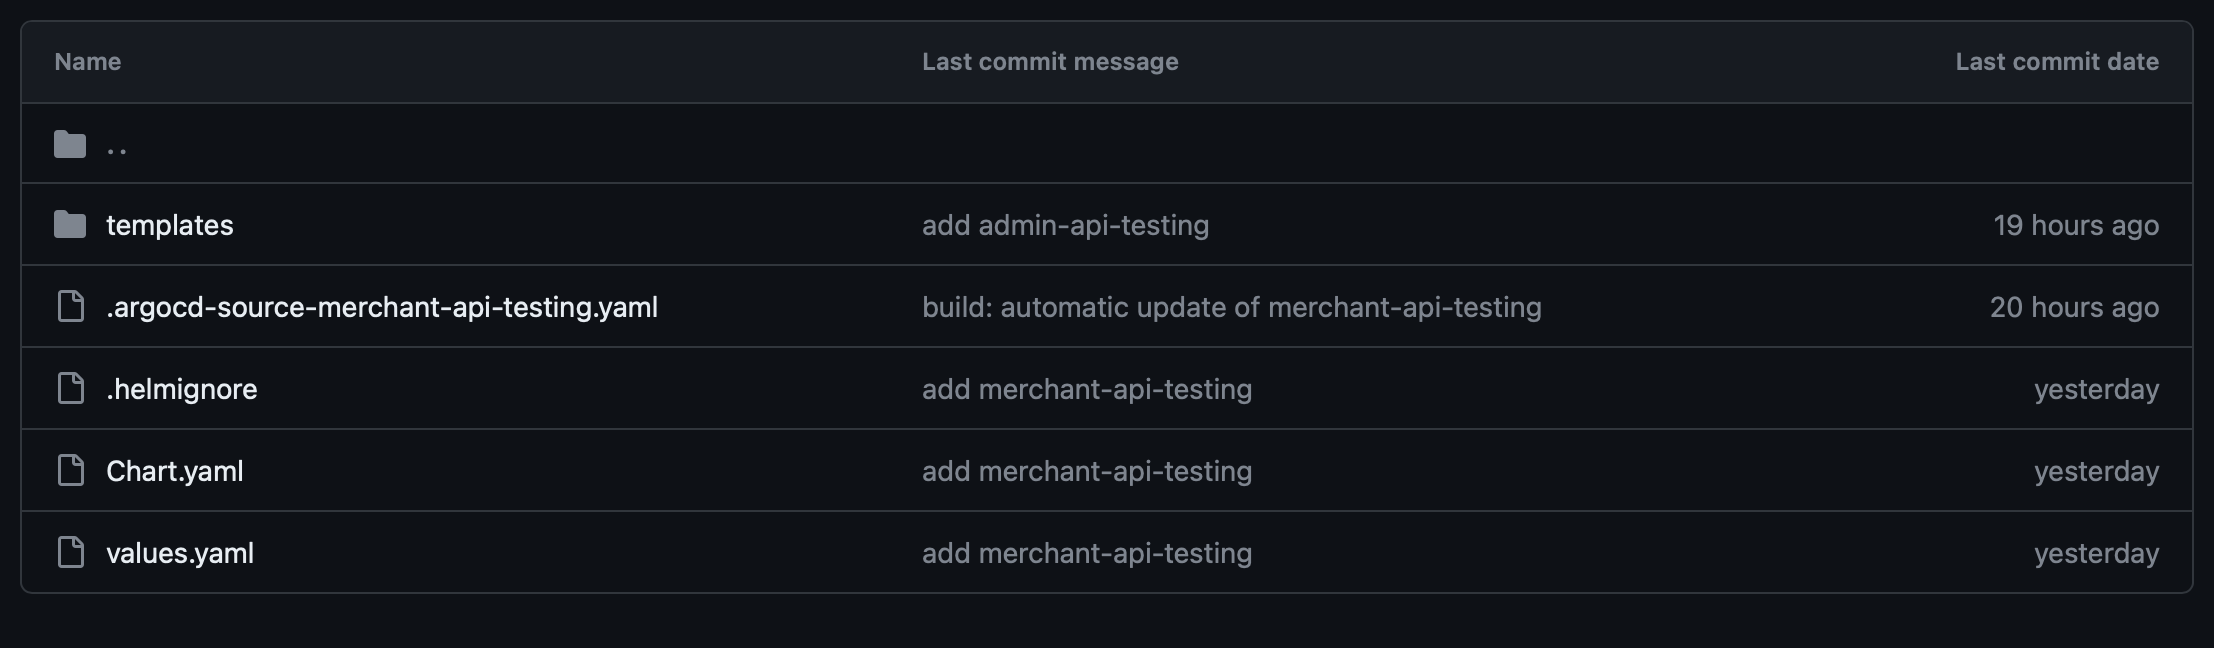 Name Last commit message Last commit date
..
templates add admin-api-testing 19 hours ago
.argocd-source-merchant-api-testing.yaml build: automatic update of merchant-api-testing 20 hours ago
.helmignore add merchant-api-testing yesterday
Chart.yaml add merchant-api-testing yesterday
values.yaml add merchant-api-testing yesterday